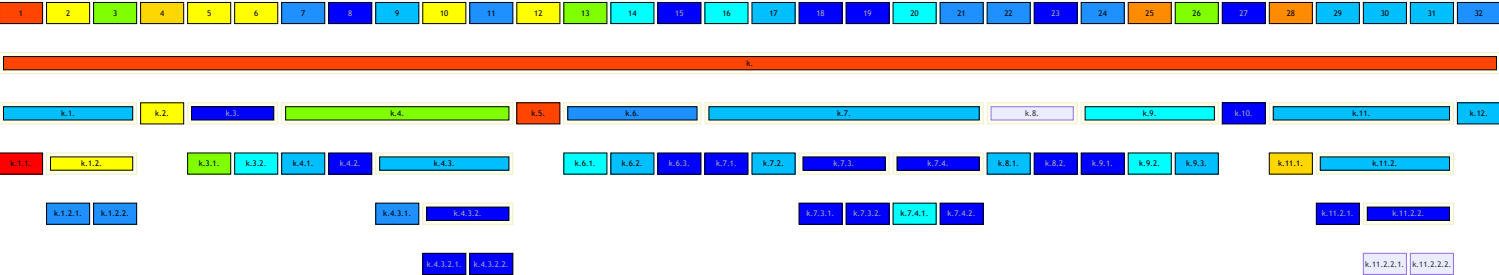 1 2 3 4 5 6 7 8 9 10 11 12 13 14 15 16 17 18 19 20 21 22 23 24 25 26 27 28 29 30 31 32
k.
k.1. k.2. k.3. k.4. k.5. k.6. k.7. k.8. k.9. k.10. k.11. k.12.
k.1.1. k.1.2. k.3.1. k.3.2. k.4.1. k.4.2. k.4.3. k.6.1. k.6.2. k.6.3. k.7.1. k.7.2. k.7.3. k.7.4. k.8.1. k.8.2. k.9.1. k.9.2. k.9.3. k.11.1. k.11.2.
k.1.2.1. k.1.2.2. k.4.3.1. k.4.3.2. k.7.3.1. k.7.3.2. k.7.4.1. k.7.4.2. k.11.2.1. k.11.2.2.
k.4.3.2.1. k.4.3.2.2. k.11.2.2.1. k.11.2.2.2.